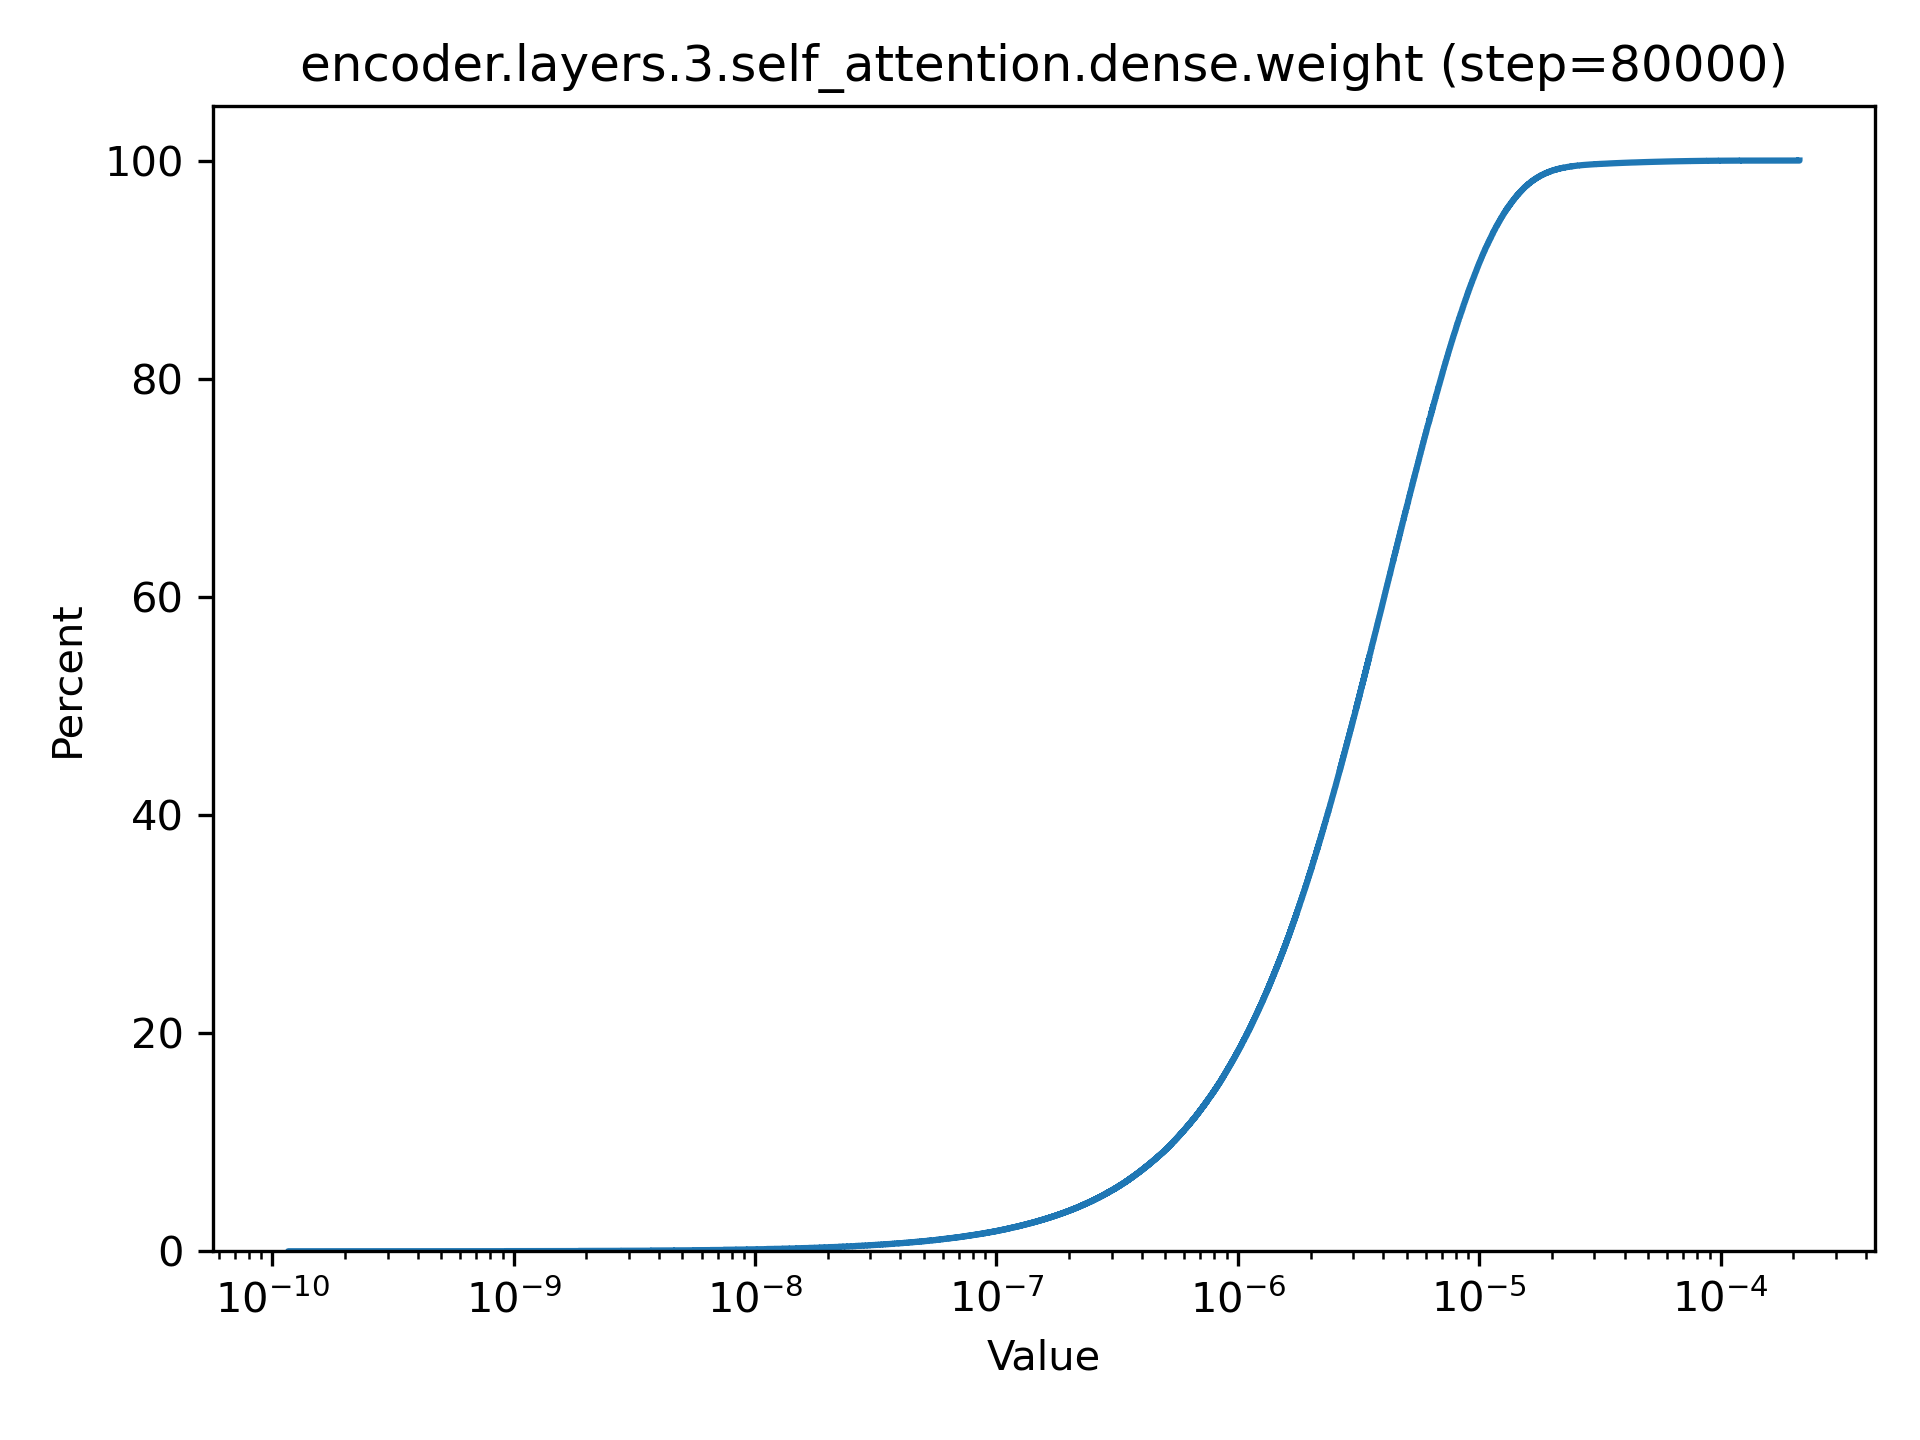 encoder.layers.3.self_attention.dense.weight (step=80000)
100
80
60
40
20
0
Percent
10⁻¹⁰ 10⁻⁹ 10⁻⁸ 10⁻⁷ 10⁻⁶ 10⁻⁵ 10⁻⁴
Value